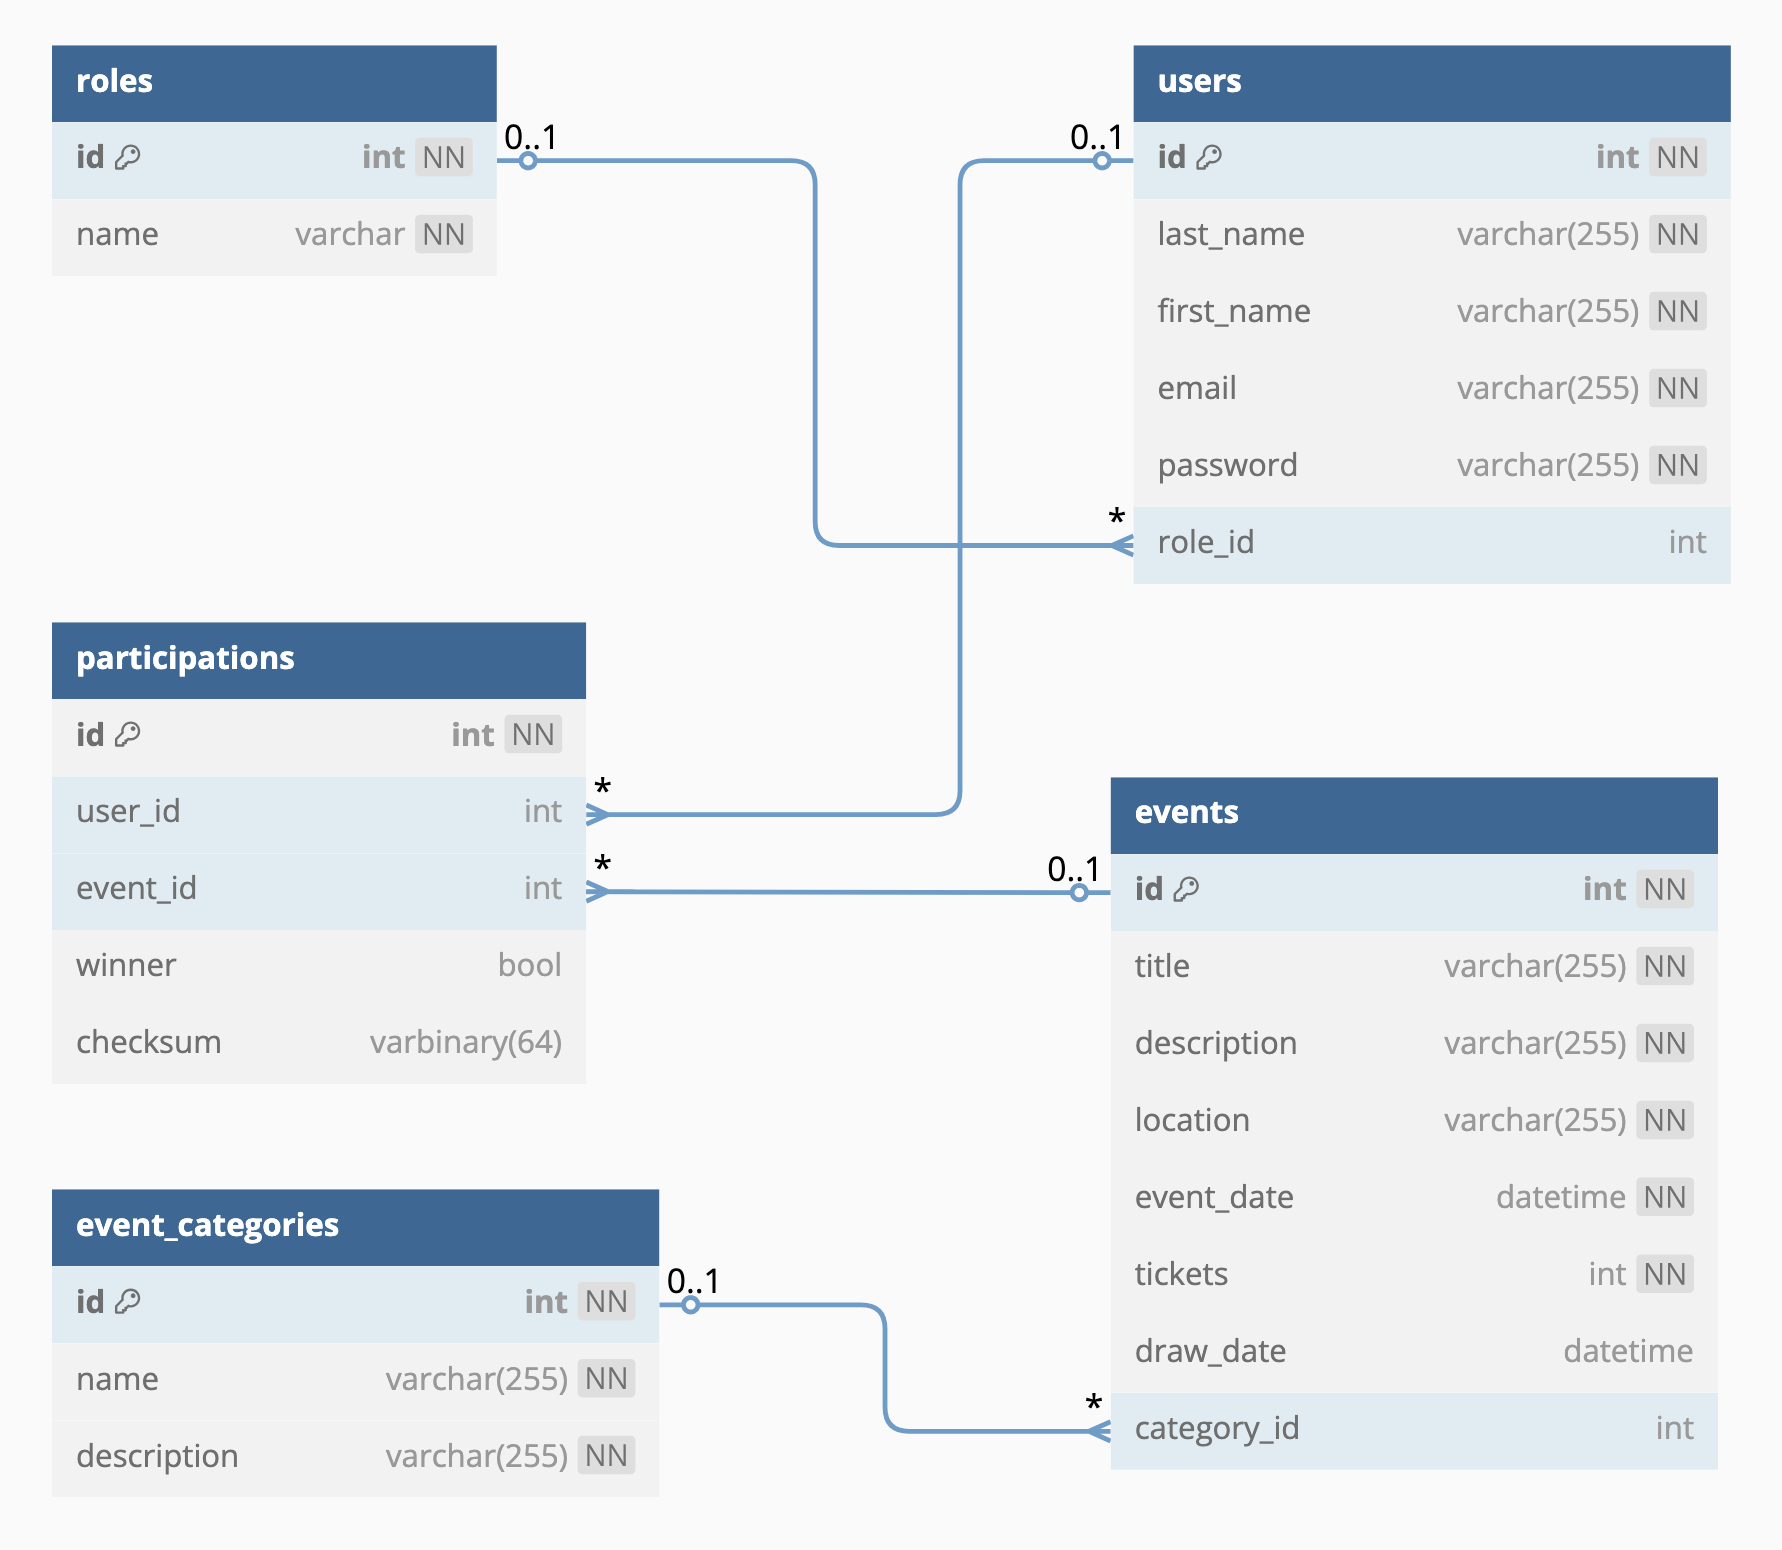 roles
id int NN
name varchar NN
0..1
users
0..1
id int NN
last_name varchar(255) NN
first_name varchar(255) NN
email varchar(255) NN
password varchar(255) NN
*
role_id int
participations
id int NN
user_id int
*
event_id int
*
winner bool
checksum varbinary(64)
events
0..1
id int NN
title varchar(255) NN
description varchar(255) NN
location varchar(255) NN
event_date datetime NN
tickets int NN
draw_date datetime
*
category_id int
event_categories
id int NN
0..1
name varchar(255) NN
description varchar(255) NN